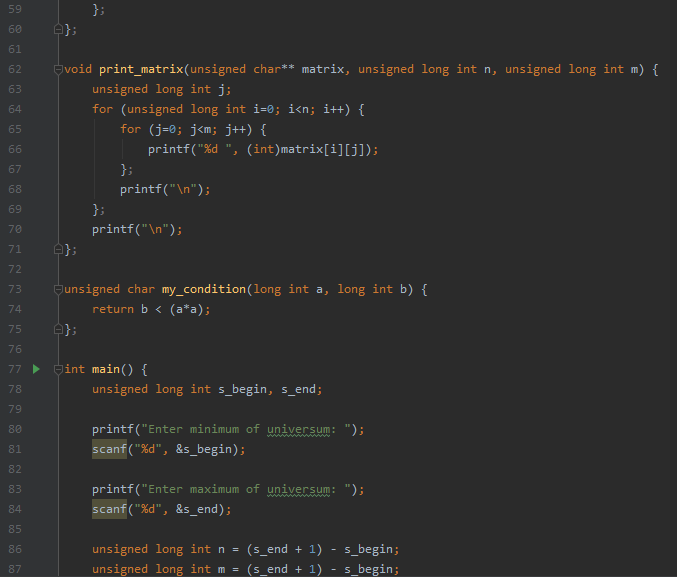 59 };
60 };
61
62 void print_matrix(unsigned char** matrix, unsigned long int n, unsigned long int m) {
63 unsigned long int j;
64 for (unsigned long int i=0; i<n; i++) {
65 for (j=0; j<m; j++) {
66 printf("%d ", (int)matrix[i][j]);
67 };
68 printf("\n");
69 };
70 printf("\n");
71 };
72
73 unsigned char my_condition(long int a, long int b) {
74 return b < (a*a);
75 };
76
77 int main() {
78 unsigned long int s_begin, s_end;
79
80 printf("Enter minimum of universum: ");
81 scanf("%d", &s_begin);
82
83 printf("Enter maximum of universum: ");
84 scanf("%d", &s_end);
85
86 unsigned long int n = (s_end + 1) - s_begin;
87 unsigned long int m = (s_end + 1) - s_begin;